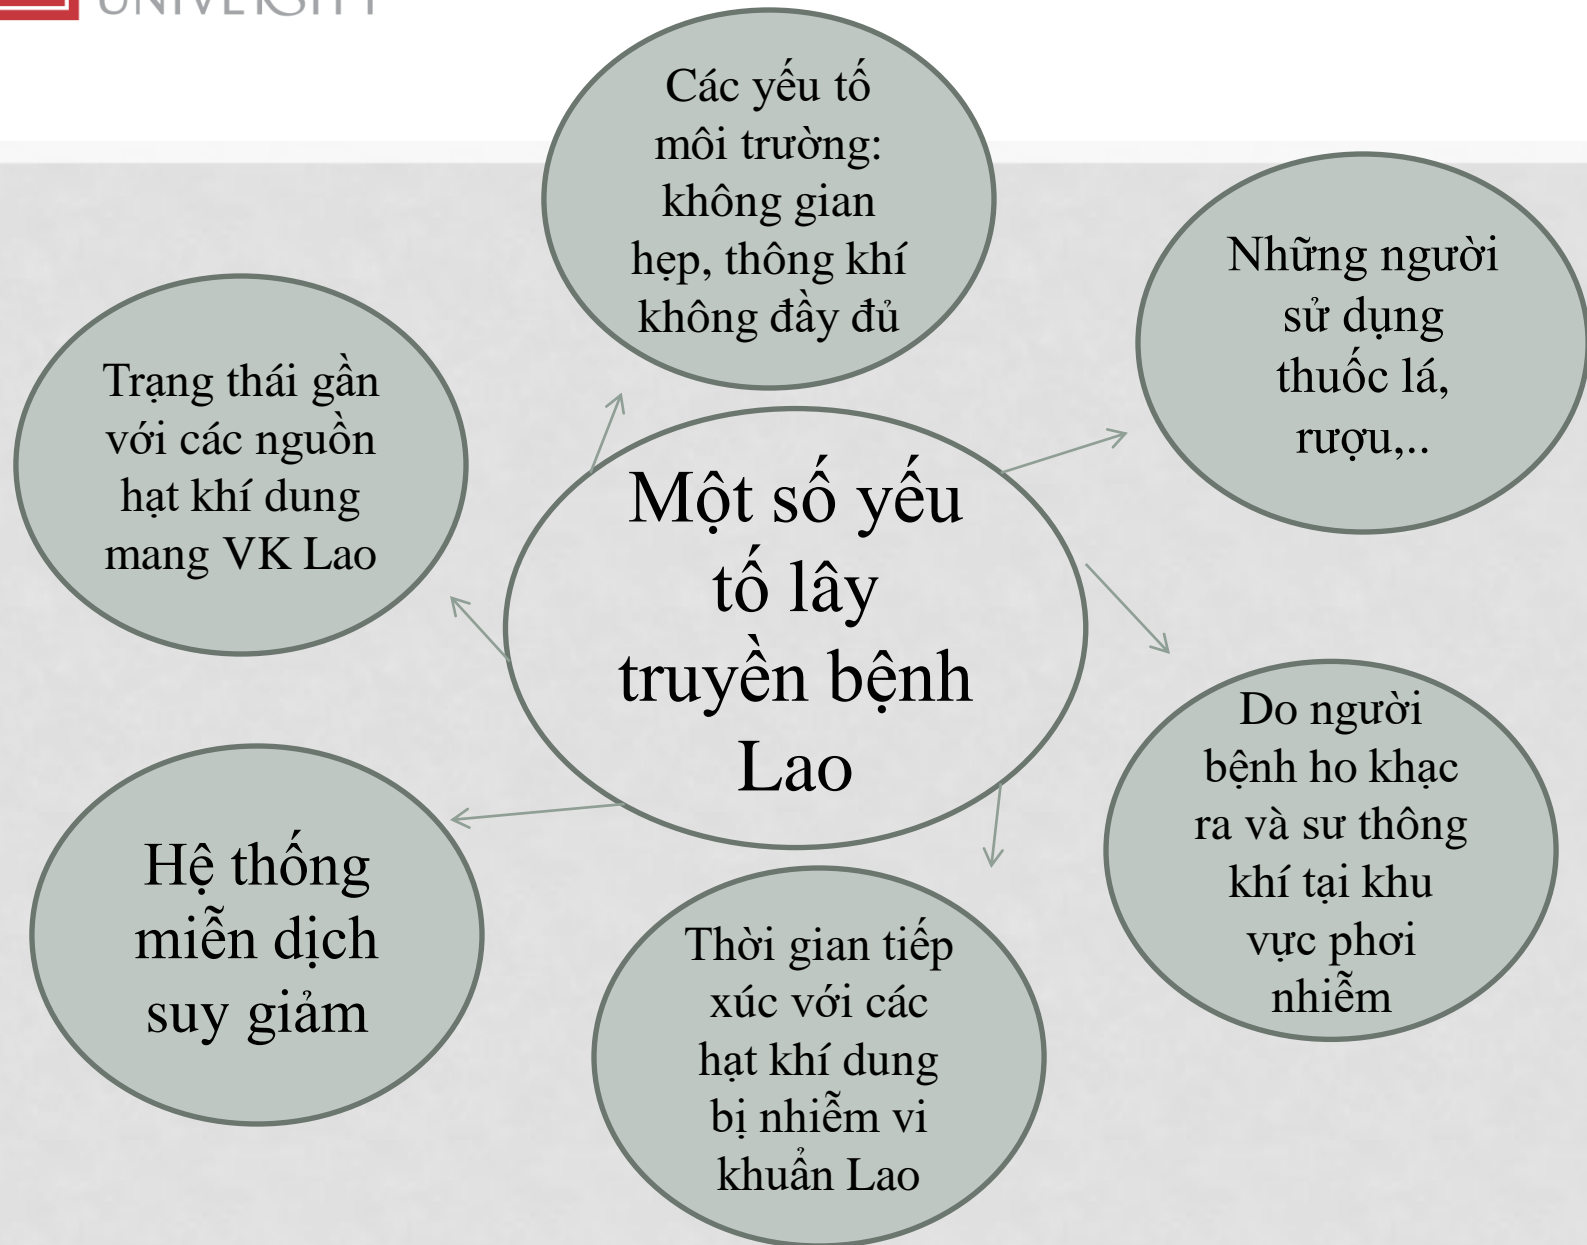 UNIVERSITY
Các yếu tố
môi trường:
không gian
hẹp, thông khí
không đầy đủ
Những người
sử dụng
thuốc lá,
rượu,..
Trạng thái gần
với các nguồn
hạt khí dung
mang VK Lao
Một số yếu
tố lây
truyền bệnh
Lao
Do người
bệnh ho khạc
ra và sư thông
khí tại khu
vực phơi
nhiễm
Hệ thống
miễn dịch
suy giảm
Thời gian tiếp
xúc với các
hạt khí dung
bị nhiễm vi
khuẩn Lao